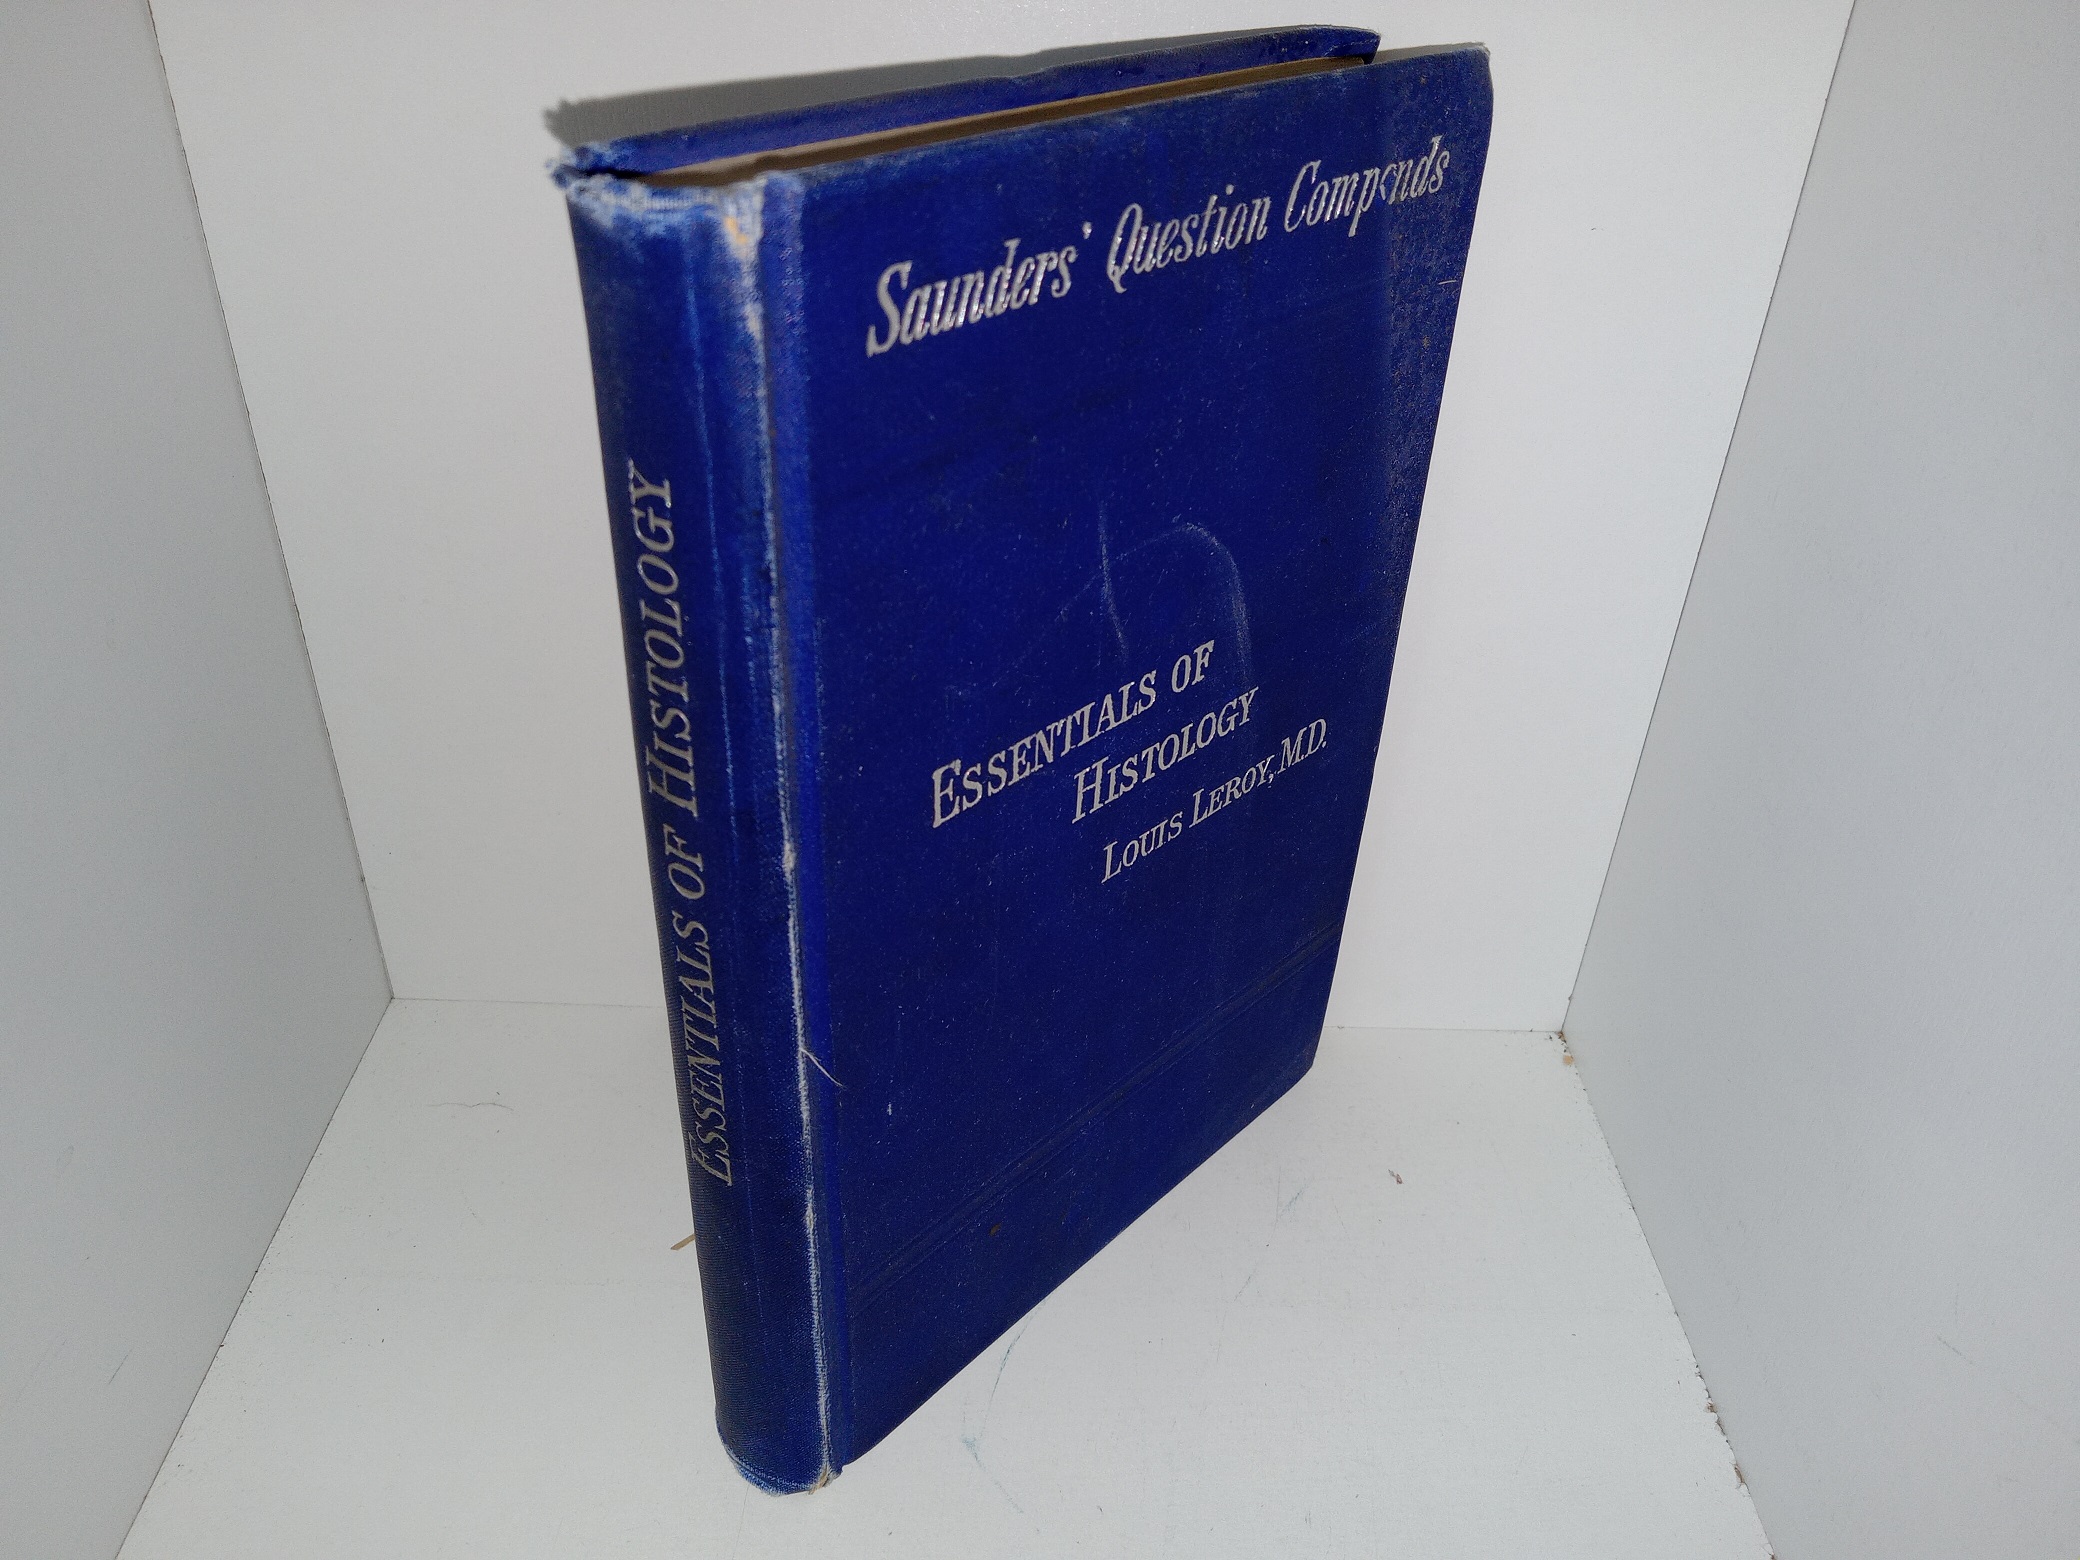 ESSENTIALS OF HISTOLOGY
Saunders' Question Compends
ESSENTIALS OF
HISTOLOGY
LOUIS LEROY, M.D.